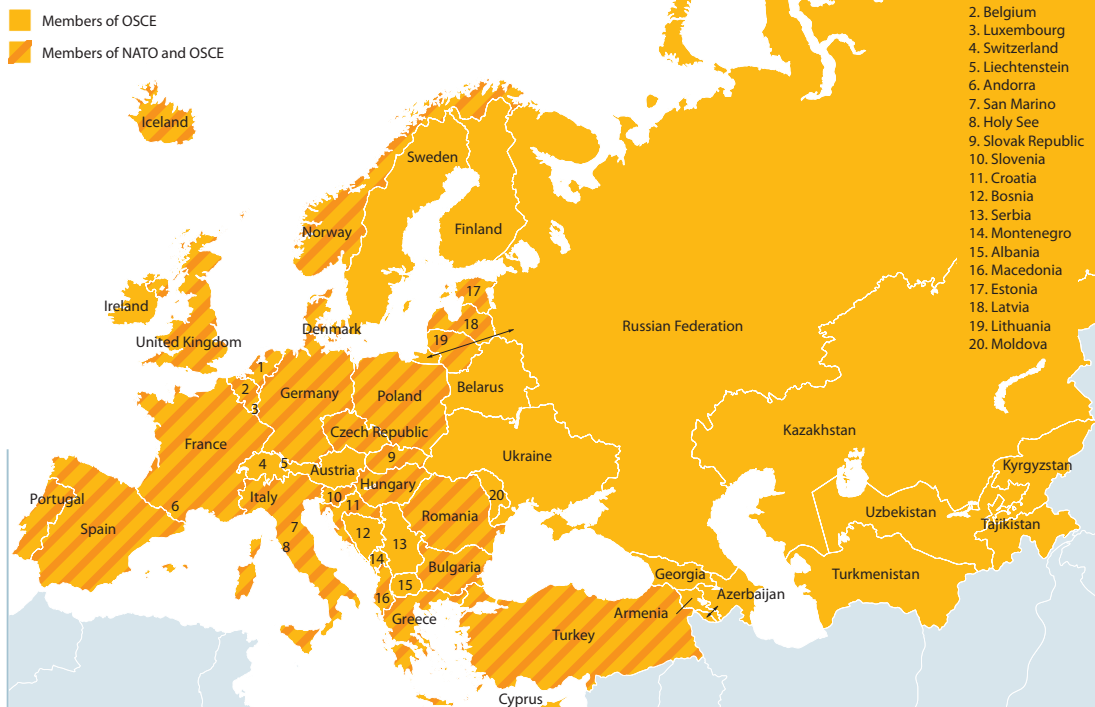 Members of OSCE
Members of NATO and OSCE
2. Belgium
3. Luxembourg
4. Switzerland
5. Liechtenstein
6. Andorra
7. San Marino
8. Holy See
9. Slovak Republic
10. Slovenia
11. Croatia
12. Bosnia
13. Serbia
14. Montenegro
15. Albania
16. Macedonia
17. Estonia
18. Latvia
19. Lithuania
20. Moldova
Iceland
Sweden
Norway
Finland
17
Ireland
18
Russian Federation
Denmark
United Kingdom
19
1
2
Germany
Poland
Belarus
3
Czech Republic
Kazakhstan
France
Ukraine
9
4
5
Austria
Kyrgyzstan
Hungary
Portugal
Italy
10
20
6
11
Uzbekistan
Spain
Romania
Tajikistan
7
12
13
8
14
Bulgaria
Georgia
Turkmenistan
15
Azerbaijan
16
Armenia
Greece
Turkey
Cyprus